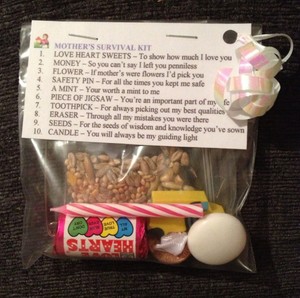 MOTHER'S SURVIVAL KIT
1. LOVE HEART SWEETS – To show how much I love you
2. MONEY – So you can't say I left you penniless
3. FLOWER – If mother's were flowers I'd pick you
4. SAFETY PIN – For all the times you kept me safe
5. A MINT – Your worth a mint to me
6. PIECE OF JIGSAW – You're an important part of my
7. TOOTHPICK – For always picking out my best qualities
8. ERASER – Through all my mistakes you were there
9. SEEDS – For the seeds of wisdom and knowledge you've sown
10. CANDLE – You will always be my guiding light
LOVE
HEARTS